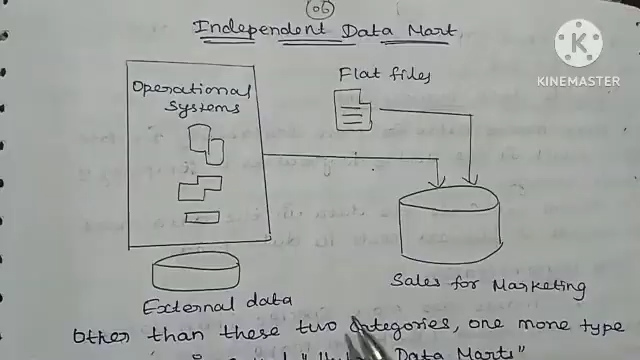 06
Independent Data Mart
K
KINEMASTER
Flat files
Operational
Systems
Sales for Marketing
External data
Other than these two categories, one more type
Data Marts"